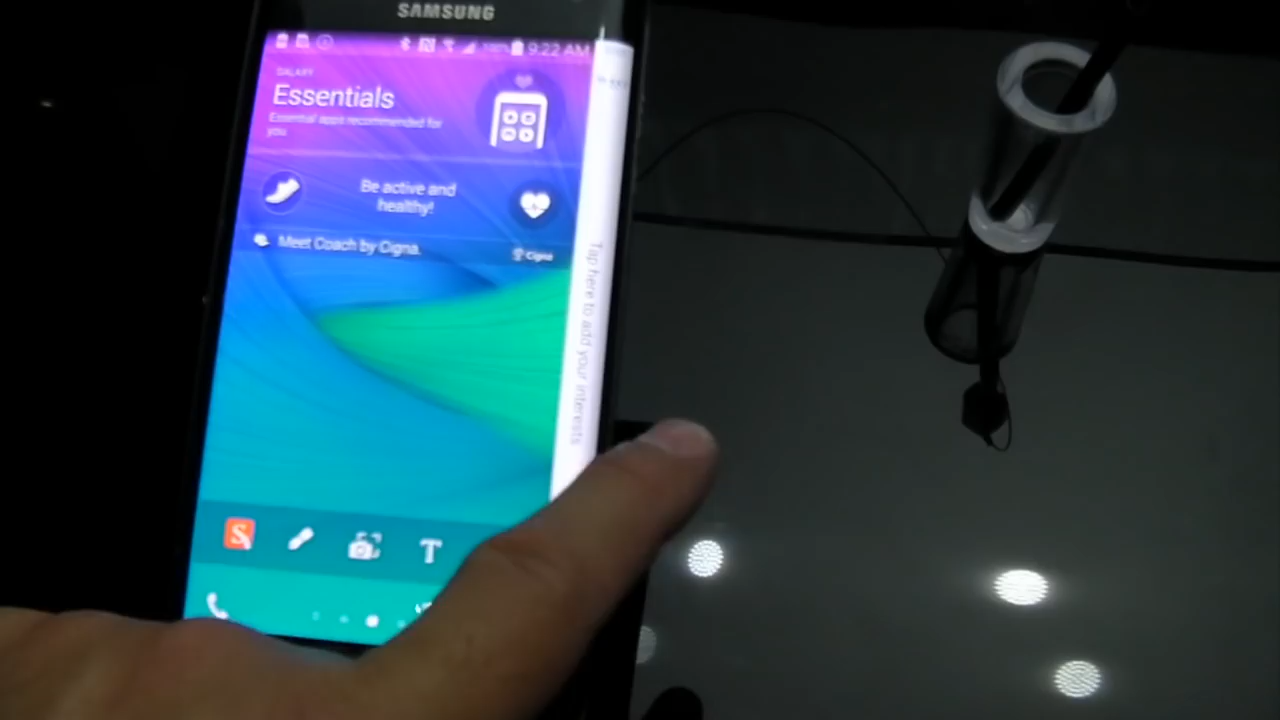 SAMSUNG
100% 9:22 AM
GALAXY
Essentials
Essential apps recommended for
you
Be active and
healthy!
Meet Coach by Cigna.
Cigna
Tap here to add your interests
S
T